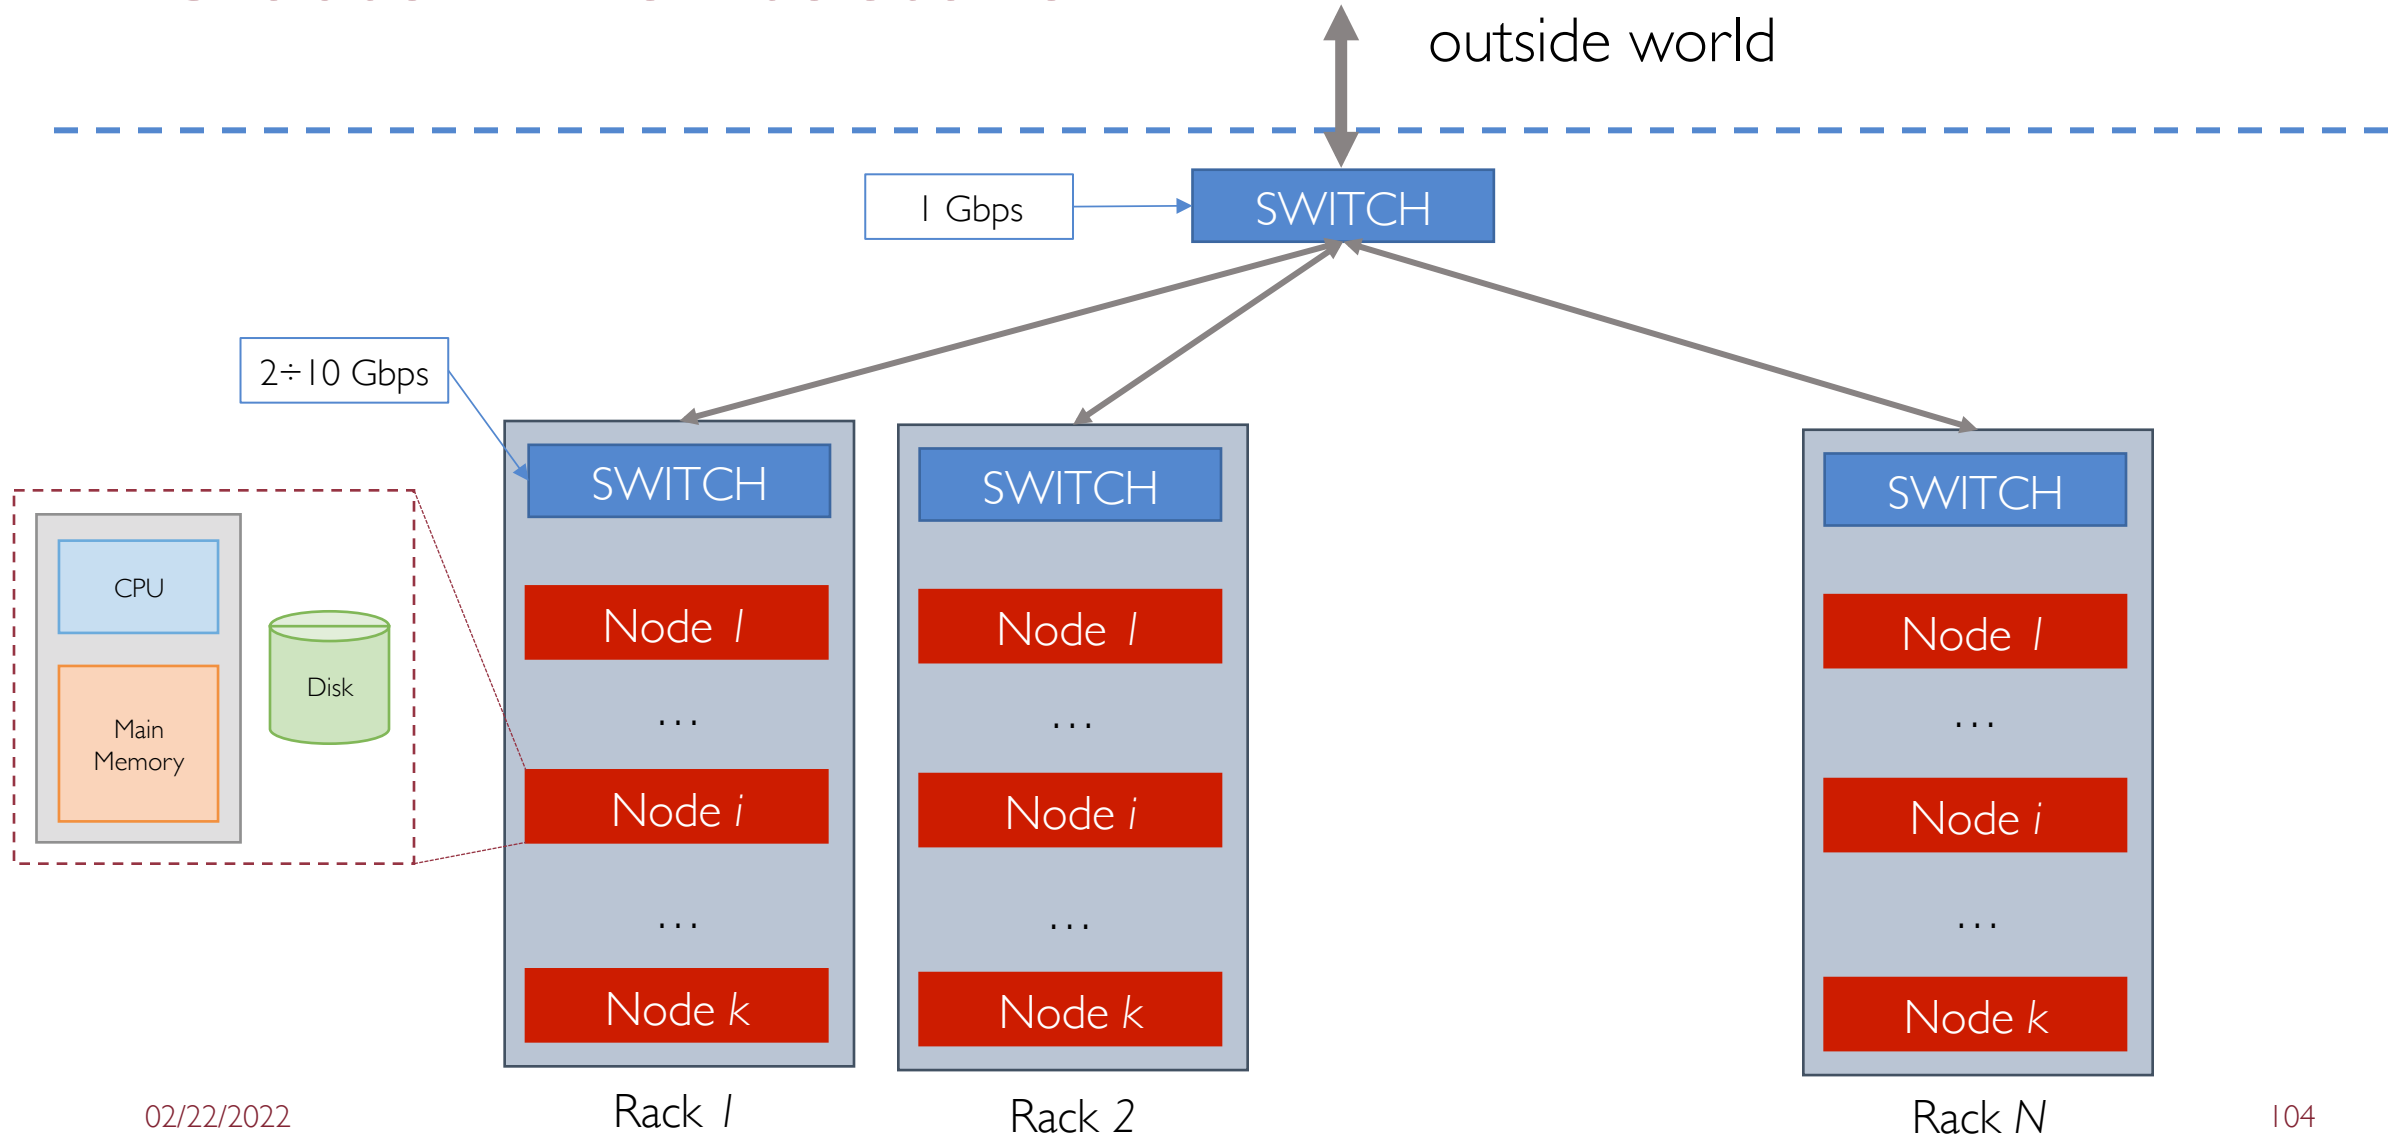 outside world
1 Gbps
SWITCH
2÷10 Gbps
SWITCH
SWITCH
SWITCH
CPU
Main
Memory
Disk
Node 1
Node 1
Node 1
...
...
...
Node i
Node i
Node i
...
...
...
Node k
Node k
Node k
Rack 1
Rack 2
Rack N
02/22/2022
104